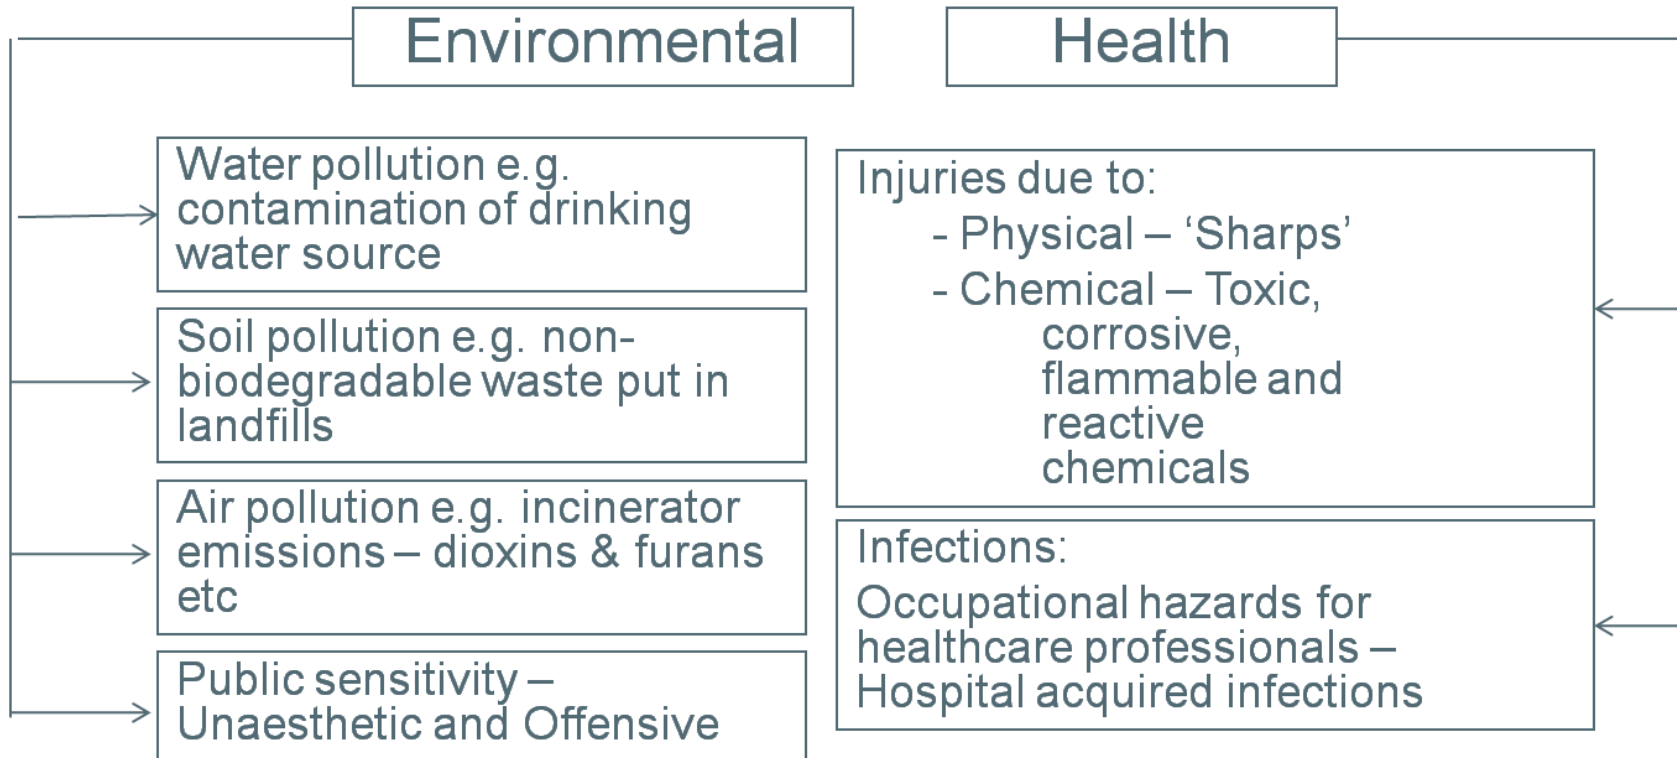 Environmental
Water pollution e.g.
contamination of drinking
water source
Soil pollution e.g. non-
biodegradable waste put in
landfills
Air pollution e.g. incinerator
emissions – dioxins & furans
etc
Public sensitivity –
Unaesthetic and Offensive
Health
Injuries due to:
- Physical – ‘Sharps’
- Chemical – Toxic,
corrosive,
flammable and
reactive
chemicals
Infections:
Occupational hazards for
healthcare professionals –
Hospital acquired infections